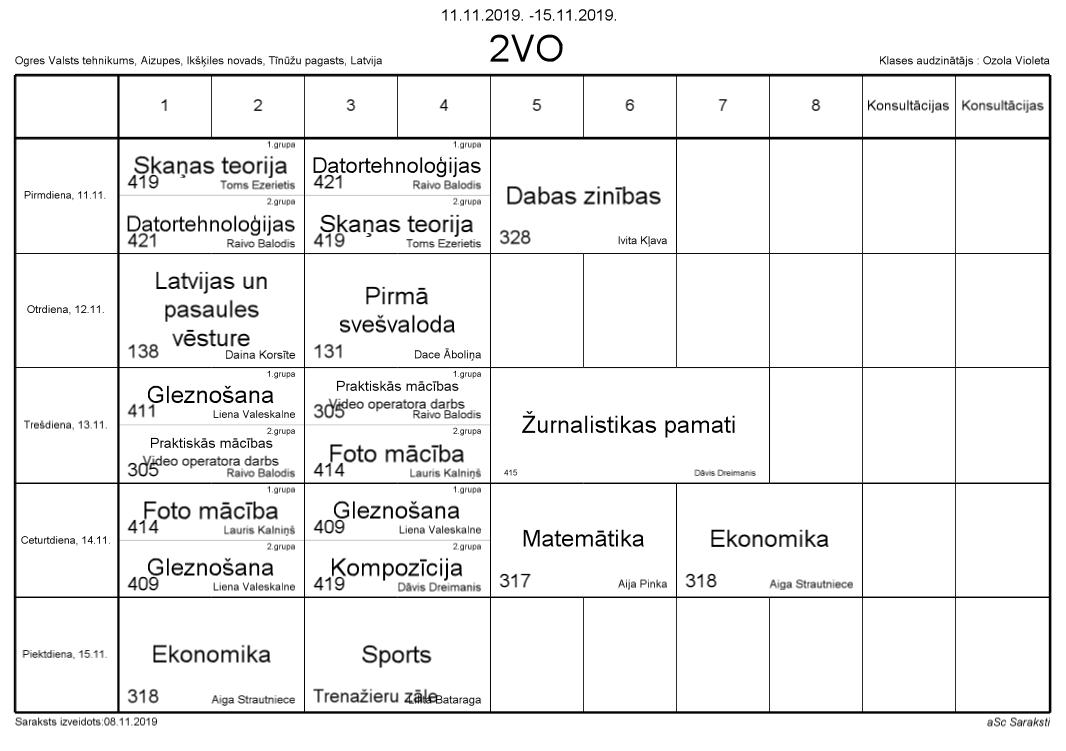 11.11.2019. -15.11.2019.
2VO
Ogres Valsts tehnikums, Aizupes, Ikšķiles novads, Tīnūžu pagasts, Latvija
Klases audzinātājs : Ozola Violeta
1 2 3 4 5 6 7 8 Konsultācijas Konsultācijas
Pirmdiena, 11.11.
1.grupa
Skaņas teorija
419 Toms Ezerietis
2.grupa
Datortehnoloģijas
421 Raivo Balodis
1.grupa
Datortehnoloģijas
421 Raivo Balodis
2.grupa
Skaņas teorija
419 Toms Ezerietis
Dabas zinības
328 Ivita Kļava
Otrdiena, 12.11.
Latvijas un
pasaules
vēsture
138 Daina Korsīte
Pirmā
svešvaloda
131 Dace Āboliņa
Trešdiena, 13.11.
1.grupa
Gleznošana
411 Liena Valeskalne
2.grupa
Praktiskās mācības
Video operatora darbs
305 Raivo Balodis
1.grupa
Praktiskās mācības
Video operatora darbs
305 Raivo Balodis
2.grupa
Foto mācība
414 Lauris Kalniņš
Žurnalistikas pamati
415 Dāvis Dreimanis
Ceturtdiena, 14.11.
1.grupa
Foto mācība
414 Lauris Kalniņš
2.grupa
Gleznošana
409 Liena Valeskalne
1.grupa
Gleznošana
409 Liena Valeskalne
2.grupa
Kompozīcija
419 Dāvis Dreimanis
Matemātika
317 Aija Pinka
Ekonomika
318 Aiga Strautniece
Piektdiena, 15.11.
Ekonomika
318 Aiga Strautniece
Sports
Trenažieru zāle Bataraga
Saraksts izveidots:08.11.2019
aSc Saraksti